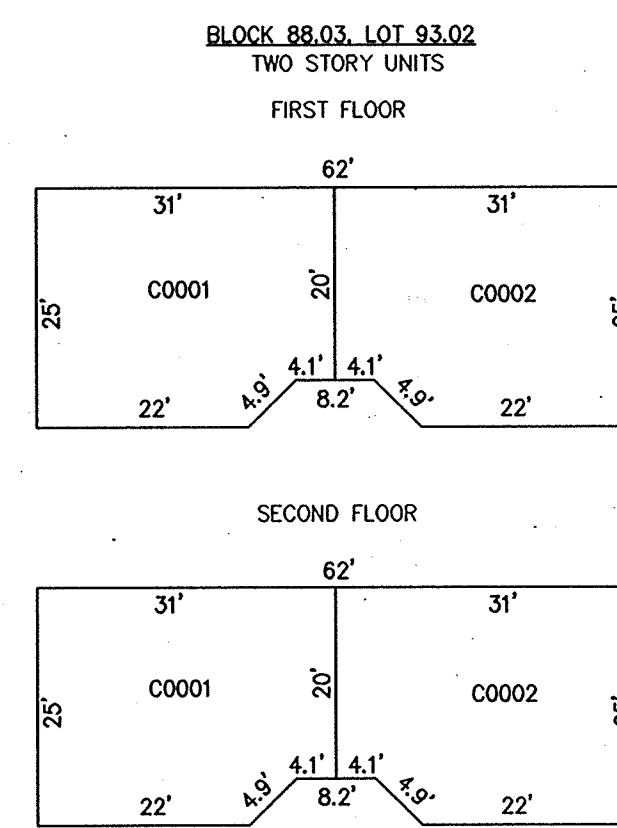 BLOCK 88.03, LOT 93.02
TWO STORY UNITS
FIRST FLOOR
62'
31' 31'
C0001 20' C0002
25'
4.1' 4.1'
4.9' 8.2' 4.9'
22' 22'
SECOND FLOOR
62'
31' 31'
C0001 20' C0002
25'
4.1' 4.1'
4.9' 8.2' 4.9'
22' 22'